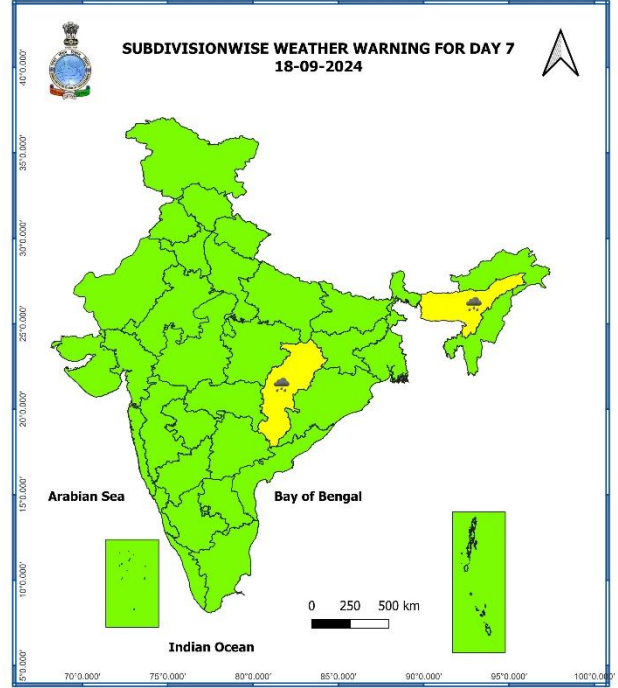 SUBDIVISIONWISE WEATHER WARNING FOR DAY 7
18-09-2024
40°0.000'
35°0.000'
30°0.000'
25°0.000'
20°0.000'
15°0.000'
10°0.000'
5°0.000'
Arabian Sea
Bay of Bengal
0 250 500 km
Indian Ocean
70°0.000' 75°0.000' 80°0.000' 85°0.000' 90°0.000' 95°0.000' 100°0.000'